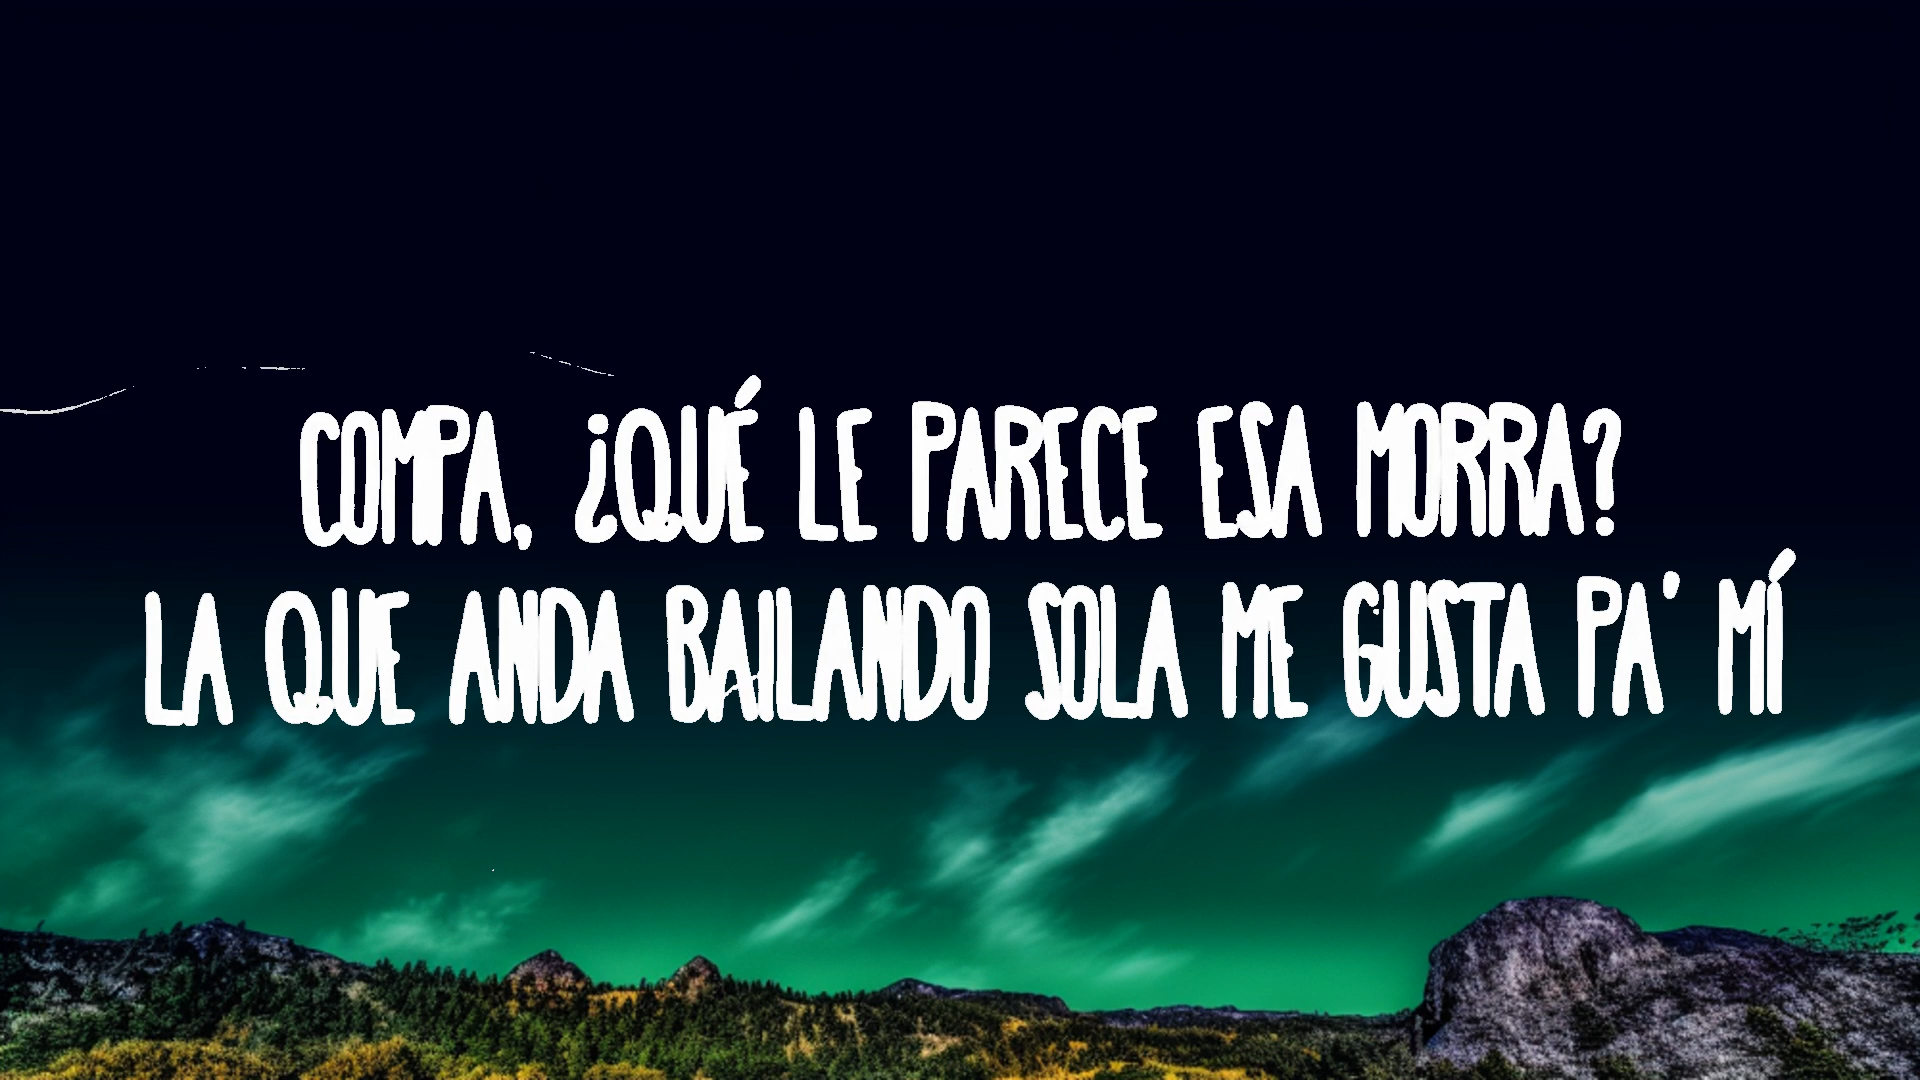 COMPA, ¿QUÉ LE PARECE ESA MORRA?
LA QUE ANDA BAILANDO SOLA ME GUSTA PA' MÍ